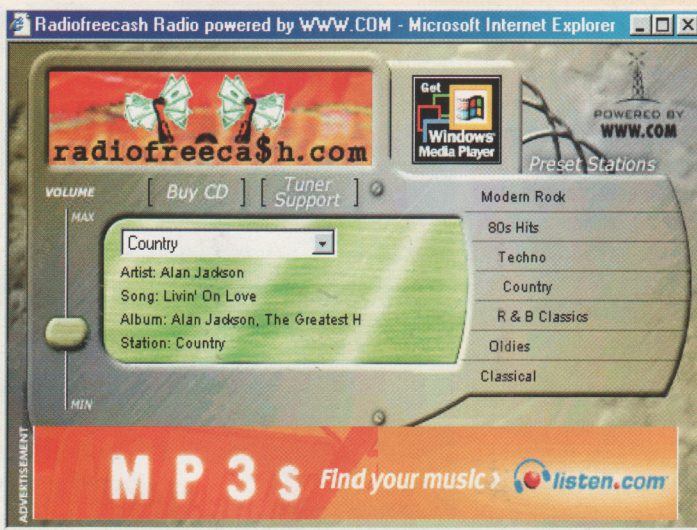 Radiofreecash Radio powered by WWW.COM - Microsoft Internet Explorer
radiofreeca$h.com
Get
Windows
Media Player
POWERED BY
WWW.COM
Preset Stations
VOLUME
MAX
MIN
[ Buy CD ] [ Tuner Support ]
Country
Artist: Alan Jackson
Song: Livin' On Love
Album: Alan Jackson, The Greatest H
Station: Country
Modern Rock
80s Hits
Techno
Country
R & B Classics
Oldies
Classical
ADVERTISEMENT
MP3s Find your music > listen.com